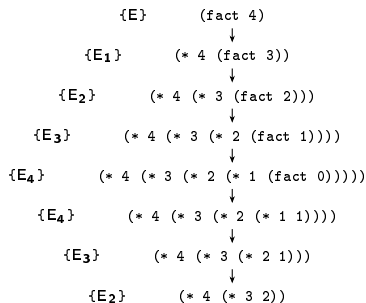 {E} (fact 4)
{E₁} (* 4 (fact 3))
{E₂} (* 4 (* 3 (fact 2)))
{E₃} (* 4 (* 3 (* 2 (fact 1))))
{E₄} (* 4 (* 3 (* 2 (* 1 (fact 0)))))
{E₄} (* 4 (* 3 (* 2 (* 1 1))))
{E₃} (* 4 (* 3 (* 2 1)))
{E₂} (* 4 (* 3 2))